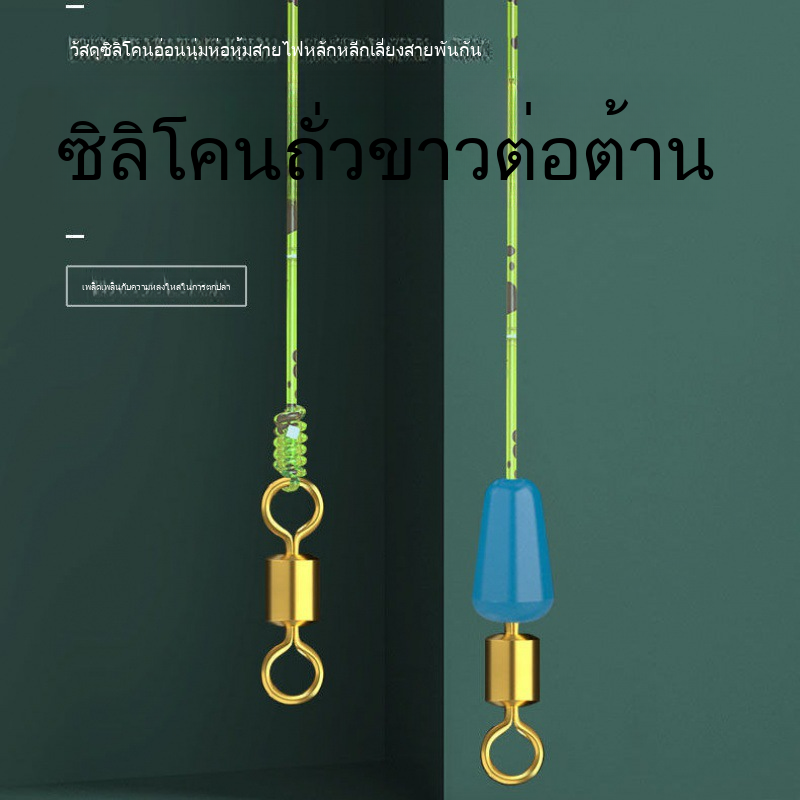 วัสดุซิลิโคนอ่อนนุ่มห่อหุ้มสายไฟหลักหลีกเลี่ยงสายพันกัน
ซิลิโคนถั่วขาวต่อต้าน
เพลิดเพลินกับความหลงใหลในการตกปลา